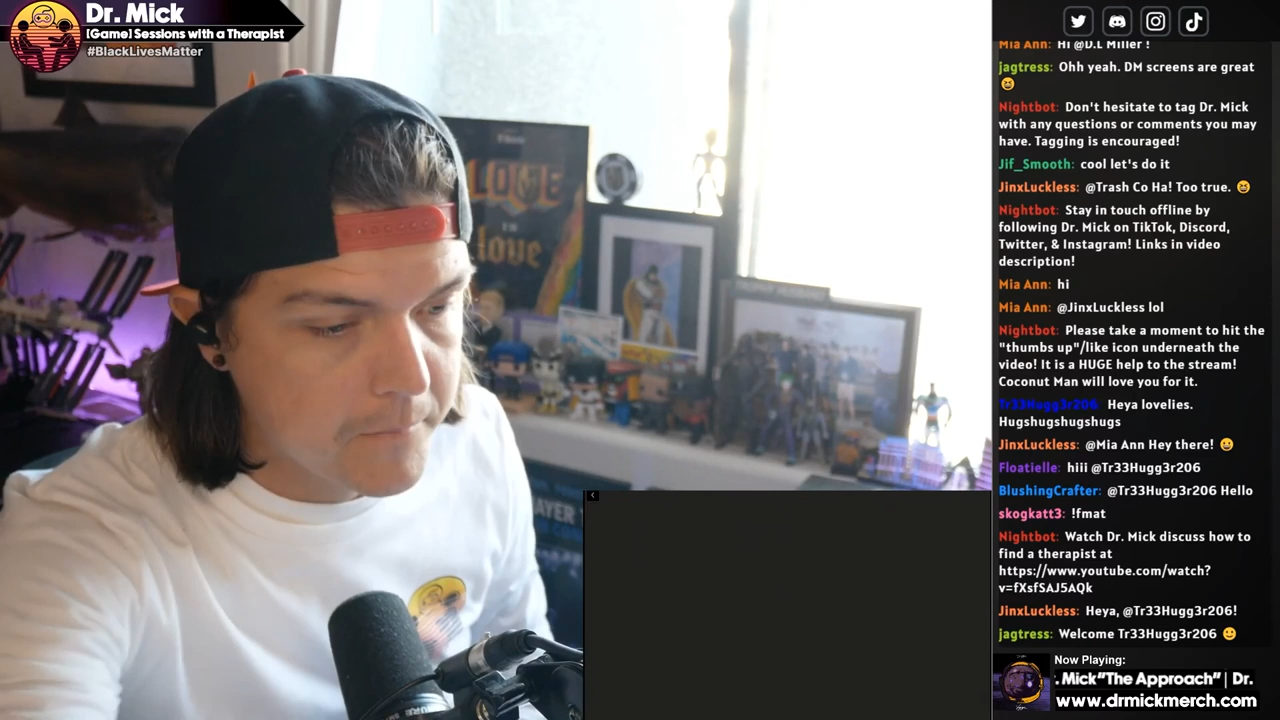 Dr. Mick
[Game] Sessions with a Therapist
#BlackLivesMatter
Mia Ann: Hi @D.L Miller !
jagtress: Ohh yeah. DM screens are great
😆
Nightbot: Don't hesitate to tag Dr. Mick
with any questions or comments you may
have. Tagging is encouraged!
Jif_Smooth: cool let's do it
JinxLuckless: @Trash Co Ha! Too true. 😆
Nightbot: Stay in touch offline by
following Dr. Mick on TikTok, Discord,
Twitter, & Instagram! Links in video
description!
Mia Ann: hi
Mia Ann: @JinxLuckless lol
Nightbot: Please take a moment to hit the
"thumbs up"/like icon underneath the
video! It is a HUGE help to the stream!
Coconut Man will love you for it.
Tr33Hugg3r206: Heya lovelies.
Hugshugshugshugs
JinxLuckless: @Mia Ann Hey there! 😀
Floatielle: hiii @Tr33Hugg3r206
BlushingCrafter: @Tr33Hugg3r206 Hello
skogkatt3: !fmat
Nightbot: Watch Dr. Mick discuss how to
find a therapist at
https://www.youtube.com/watch?
v=fXsfSAJ5AQk
JinxLuckless: Heya, @Tr33Hugg3r206!
jagtress: Welcome Tr33Hugg3r206 🙂
Now Playing:
. Mick"The Approach" | Dr.
www.drmickmerch.com
LOVE
love